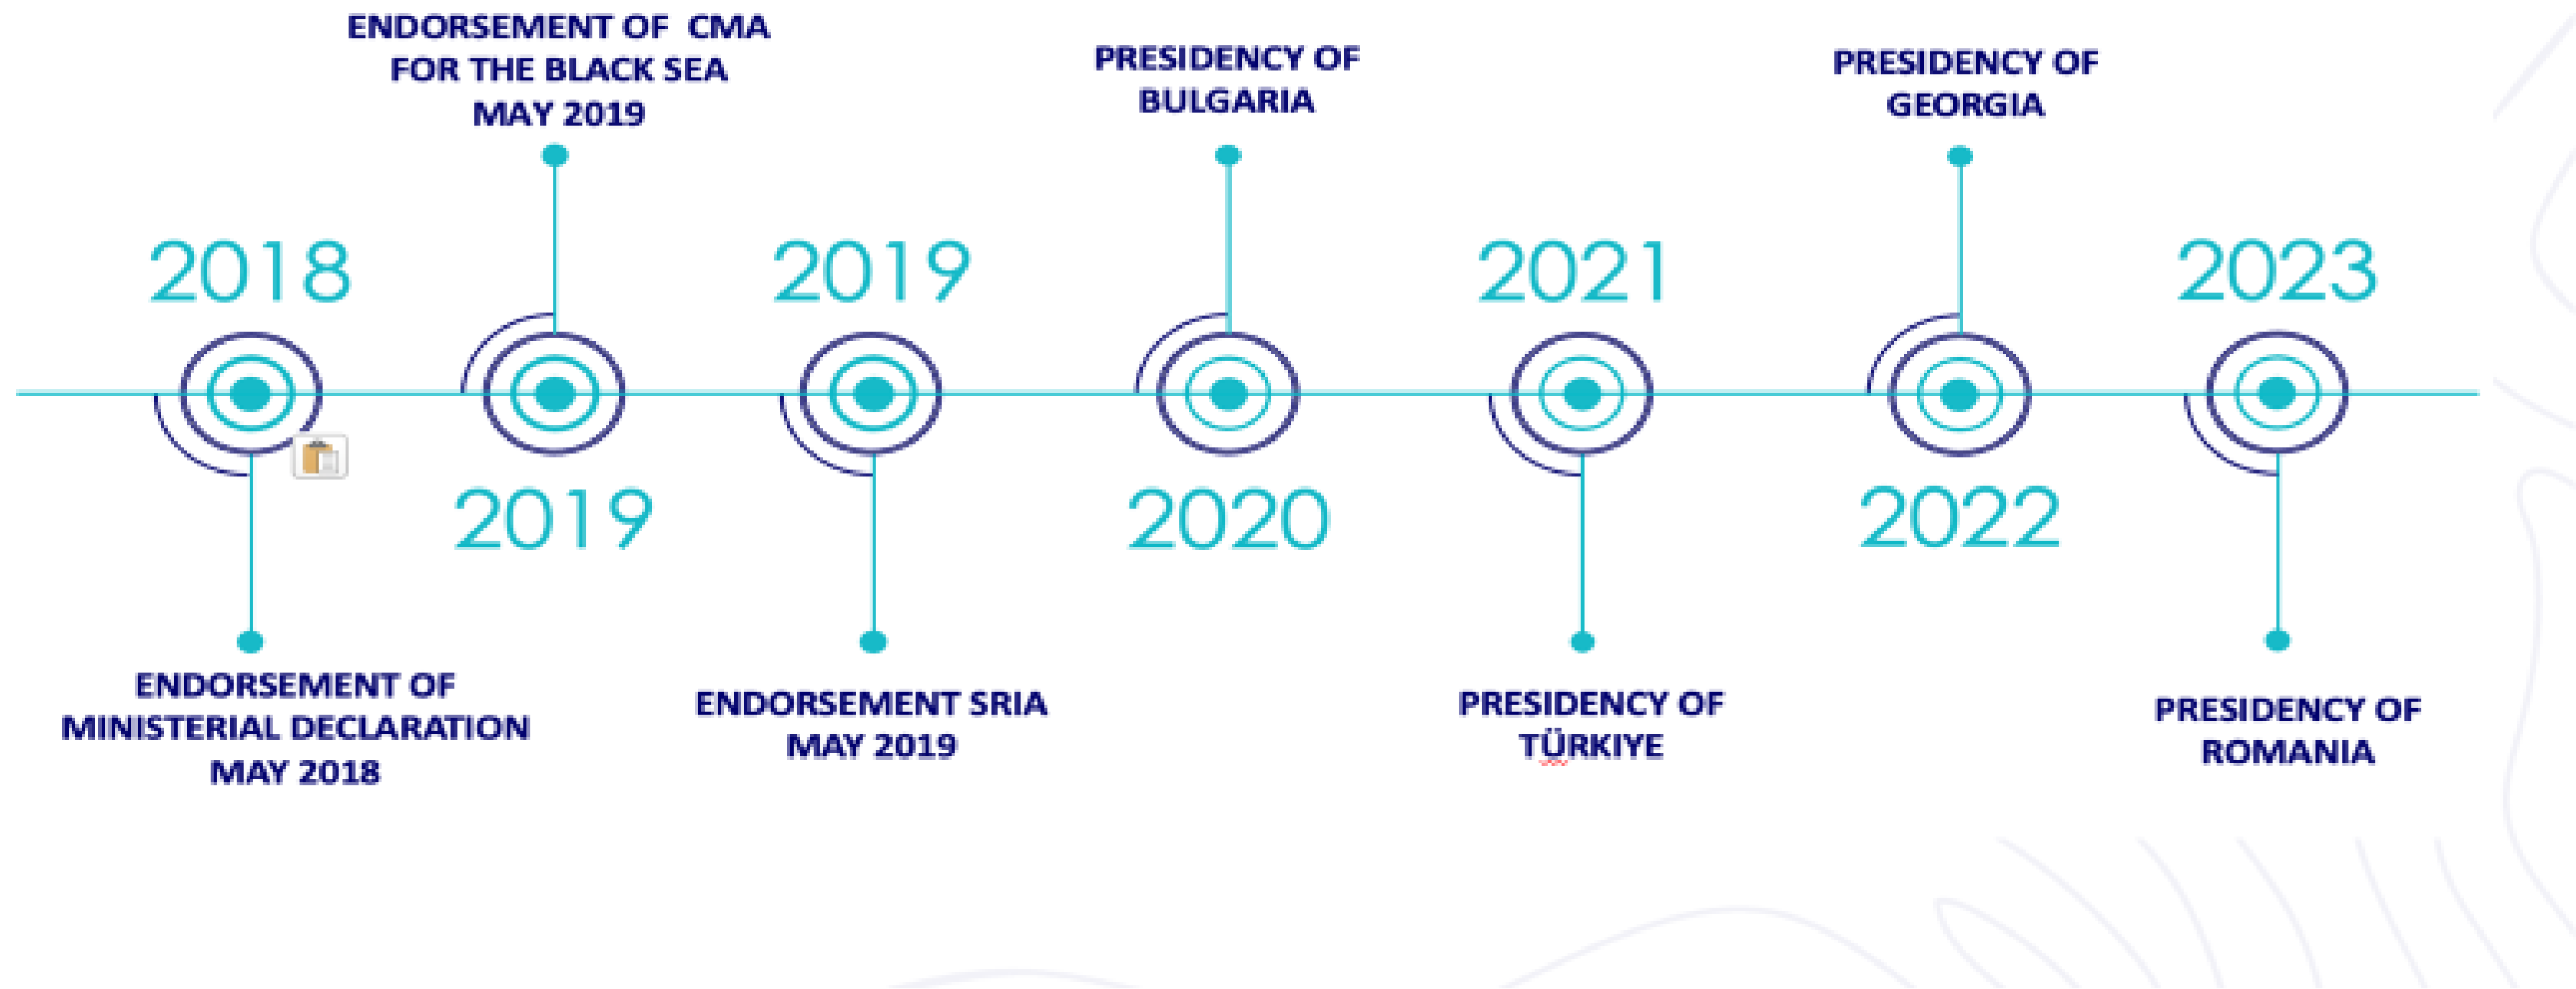 ENDORSEMENT OF CMA
FOR THE BLACK SEA
MAY 2019
PRESIDENCY OF
BULGARIA
PRESIDENCY OF
GEORGIA
2018
2019
2021
2023
2019
2020
2022
ENDORSEMENT OF
MINISTERIAL DECLARATION
MAY 2018
ENDORSEMENT SRIA
MAY 2019
PRESIDENCY OF
TÜRKIYE
PRESIDENCY OF
ROMANIA